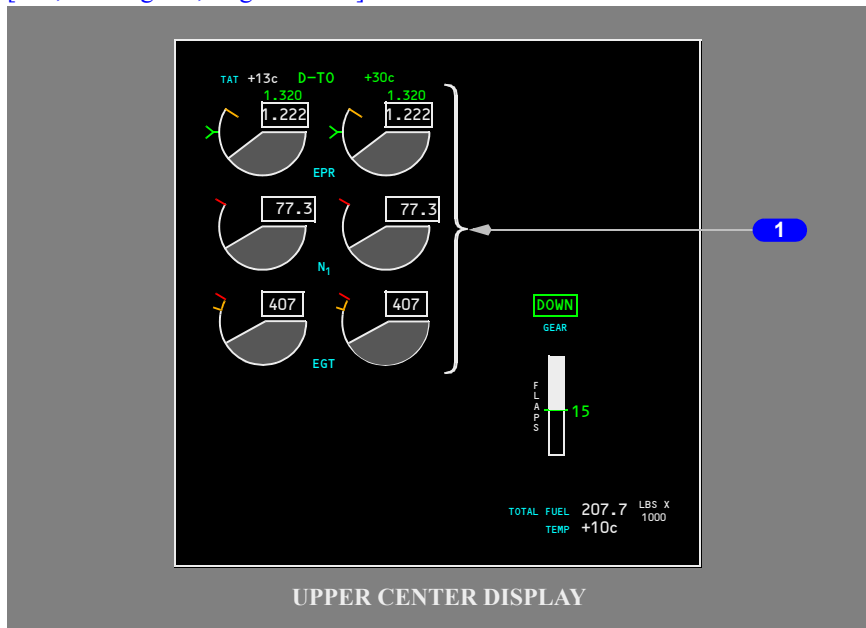 TAT +13c D-TO +30c
1.320 1.320
1.222 1.222
EPR
77.3 77.3
1
N1
407 407
DOWN
GEAR
EGT
FLAPS
15
TOTAL FUEL 207.7 LBS X
1000
TEMP +10c
UPPER CENTER DISPLAY